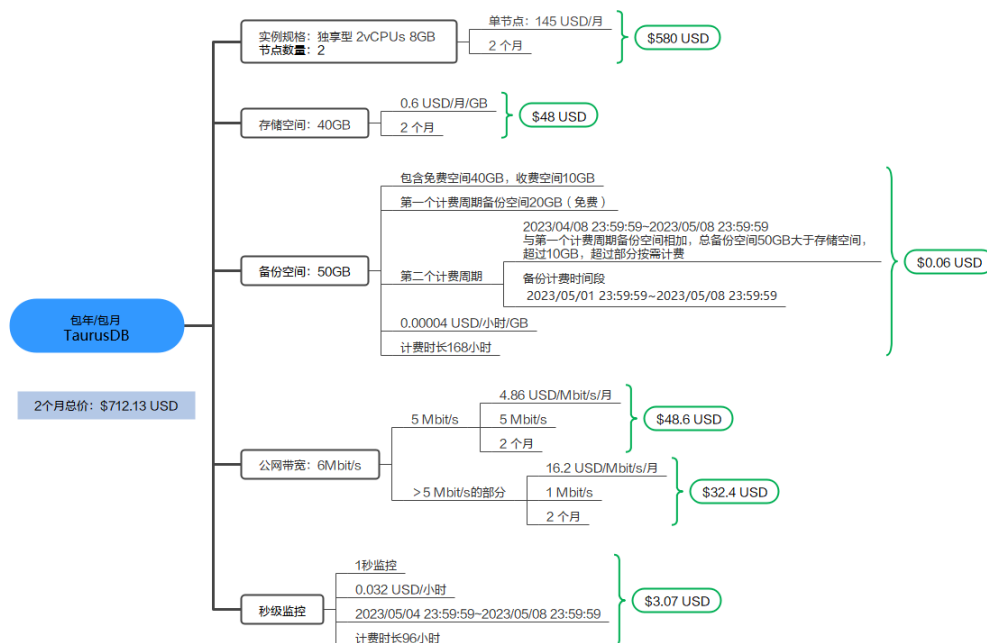 包年/包月
TaurusDB
2个月总价：$712.13 USD
实例规格：独享型 2vCPUs 8GB
节点数量：2
单节点：145 USD/月
2 个月
$580 USD
存储空间：40GB
0.6 USD/月/GB
2 个月
$48 USD
备份空间：50GB
包含免费空间40GB，收费空间10GB
第一个计费周期备份空间20GB（免费）
第二个计费周期
2023/04/08 23:59:59~2023/05/08 23:59:59
与第一个计费周期备份空间相加，总备份空间50GB大于存储空间，
超过10GB，超过部分按需计费
备份计费时间段
2023/05/01 23:59:59~2023/05/08 23:59:59
0.00004 USD/小时/GB
计费时长168小时
$0.06 USD
公网带宽：6Mbit/s
5 Mbit/s
4.86 USD/Mbit/s/月
5 Mbit/s
2 个月
$48.6 USD
＞5 Mbit/s的部分
16.2 USD/Mbit/s/月
1 Mbit/s
2 个月
$32.4 USD
秒级监控
1秒监控
0.032 USD/小时
2023/05/04 23:59:59~2023/05/08 23:59:59
计费时长96小时
$3.07 USD